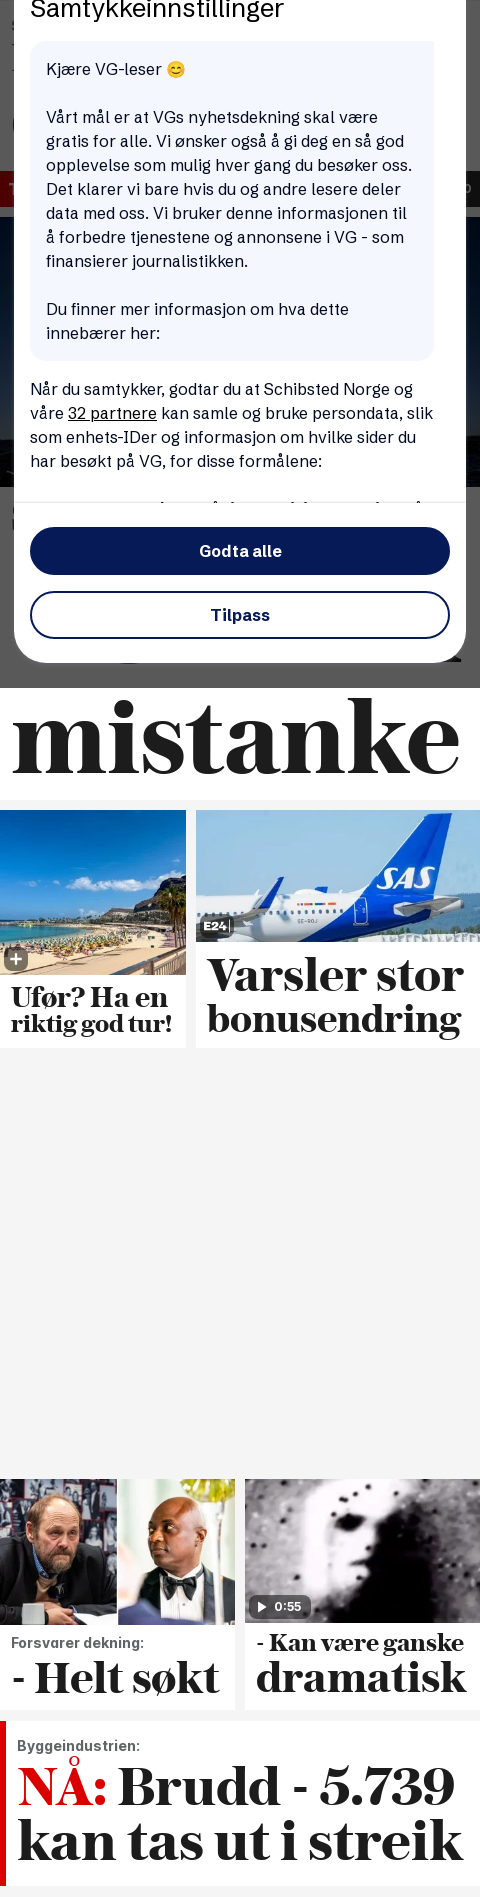 Samtykkeinnstillinger
Kjære VG-leser 😊
Vårt mål er at VGs nyhetsdekning skal være
gratis for alle. Vi ønsker også å gi deg en så god
opplevelse som mulig hver gang du besøker oss.
Det klarer vi bare hvis du og andre lesere deler
data med oss. Vi bruker denne informasjonen til
å forbedre tjenestene og annonsene i VG - som
finansierer journalistikken.
Du finner mer informasjon om hva dette
innebærer her:
Når du samtykker, godtar du at Schibsted Norge og
våre 32 partnere kan samle og bruke persondata, slik
som enhets-IDer og informasjon om hvilke sider du
har besøkt på VG, for disse formålene:
Godta alle
Tilpass
mistanke
SAS
SE-ROJ
E24
Ufør? Ha en
riktig god tur!
Varsler stor
bonusendring
0:55
Forsvarer dekning:
- Helt søkt
- Kan være ganske
dramatisk
Byggeindustrien:
NÅ: Brudd - 5.739
kan tas ut i streik